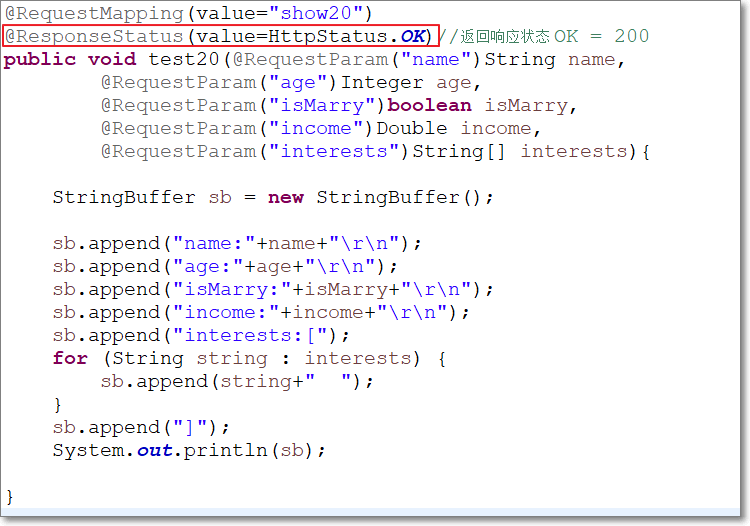 @RequestMapping(value="show20")
@ResponseStatus(value=HttpStatus.OK)//返回响应状态OK = 200
public void test20(@RequestParam("name")String name,
        @RequestParam("age")Integer age,
        @RequestParam("isMarry")boolean isMarry,
        @RequestParam("income")Double income,
        @RequestParam("interests")String[] interests){
    StringBuffer sb = new StringBuffer();
    sb.append("name:"+name+"\r\n");
    sb.append("age:"+age+"\r\n");
    sb.append("isMarry:"+isMarry+"\r\n");
    sb.append("income:"+income+"\r\n");
    sb.append("interests:[");
    for (String string : interests) {
        sb.append(string+"  ");
    }
    sb.append("]");
    System.out.println(sb);
}